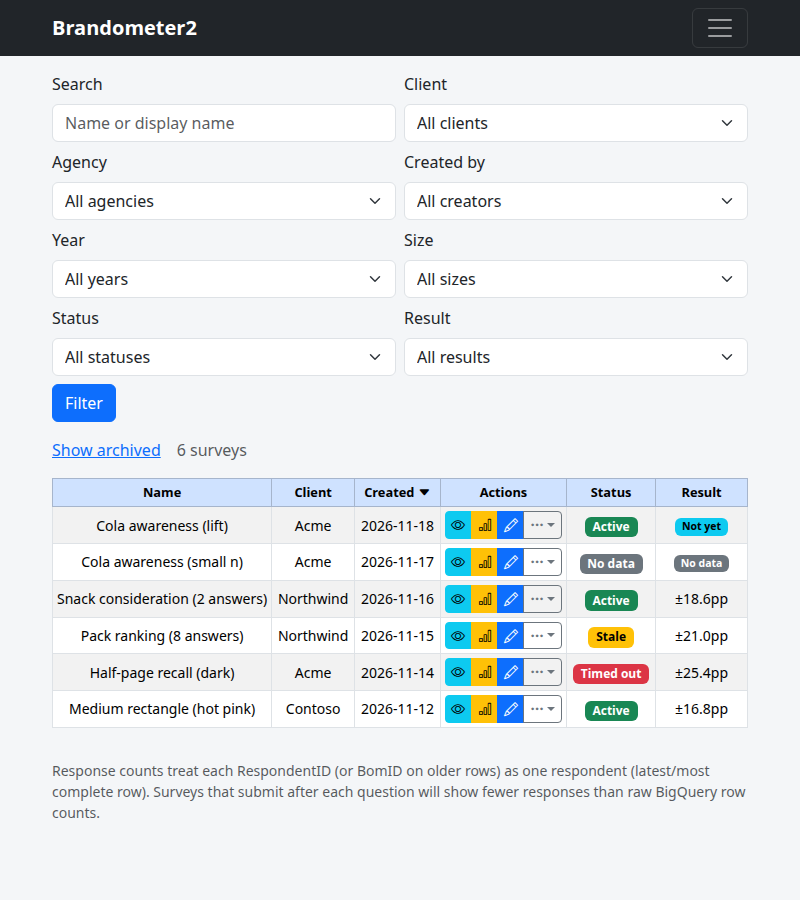 Brandometer2
Search Client
Name or display name All clients
Agency Created by
All agencies All creators
Year Size
All years All sizes
Status Result
All statuses All results
Filter
Show archived 6 surveys
Name Client Created Actions Status Result
Cola awareness (lift) Acme 2026-11-18 Active Not yet
Cola awareness (small n) Acme 2026-11-17 No data No data
Snack consideration (2 answers) Northwind 2026-11-16 Active ±18.6pp
Pack ranking (8 answers) Northwind 2026-11-15 Stale ±21.0pp
Half-page recall (dark) Acme 2026-11-14 Timed out ±25.4pp
Medium rectangle (hot pink) Contoso 2026-11-12 Active ±16.8pp
Response counts treat each RespondentID (or BomID on older rows) as one respondent (latest/most
complete row). Surveys that submit after each question will show fewer responses than raw BigQuery row
counts.